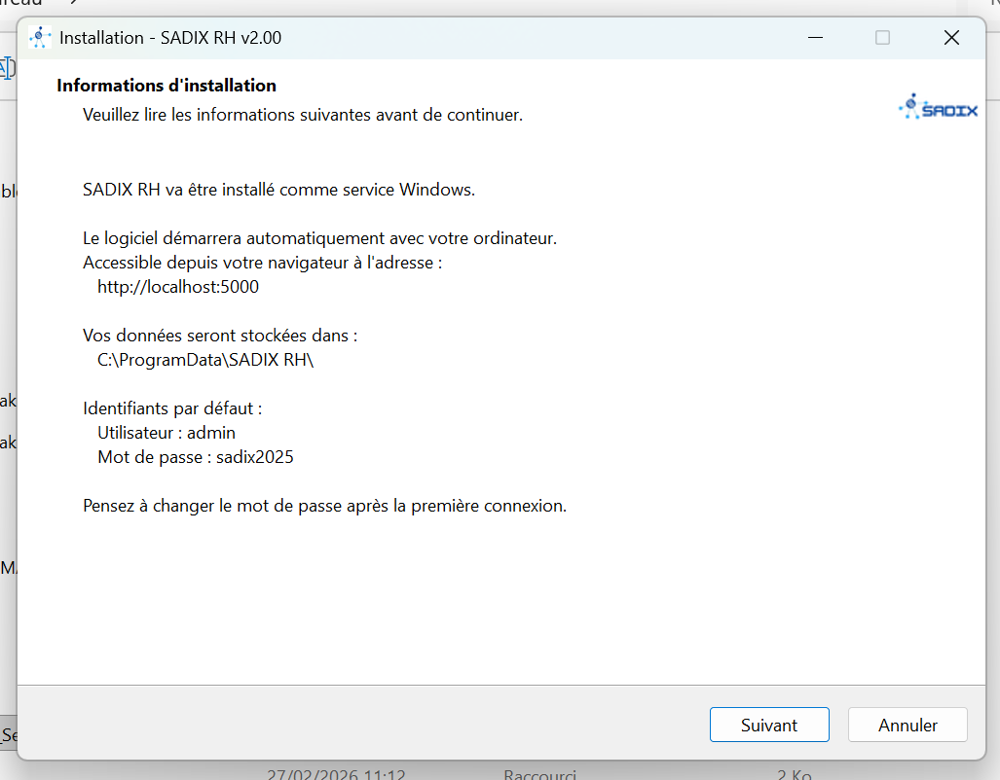 Installation - SADIX RH v2.00
Informations d'installation
Veuillez lire les informations suivantes avant de continuer.
SADIX
SADIX RH va être installé comme service Windows.
Le logiciel démarrera automatiquement avec votre ordinateur.
Accessible depuis votre navigateur à l'adresse :
http://localhost:5000
Vos données seront stockées dans :
C:\ProgramData\SADIX RH\
Identifiants par défaut :
Utilisateur : admin
Mot de passe : sadix2025
Pensez à changer le mot de passe après la première connexion.
Suivant
Annuler
27/02/2026 11:12
Raccourci
2 Ko